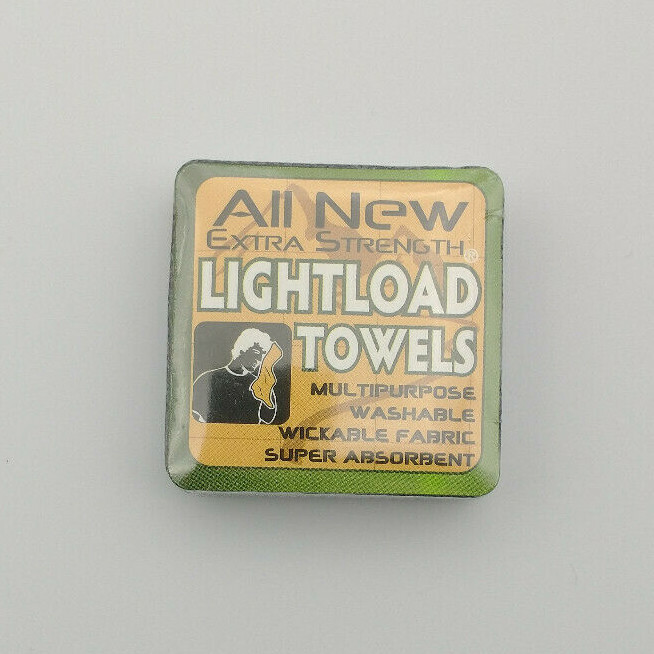 All New
Extra Strength
LIGHTLOAD®
TOWELS
MULTIPURPOSE
WASHABLE
WICKABLE FABRIC
SUPER ABSORBENT